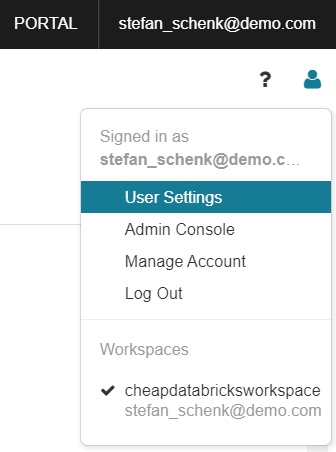 PORTAL stefan_schenk@demo.com
?
Signed in as
stefan_schenk@demo.c...
User Settings
Admin Console
Manage Account
Log Out
Workspaces
cheapdatabricksworkspace
stefan_schenk@demo.com